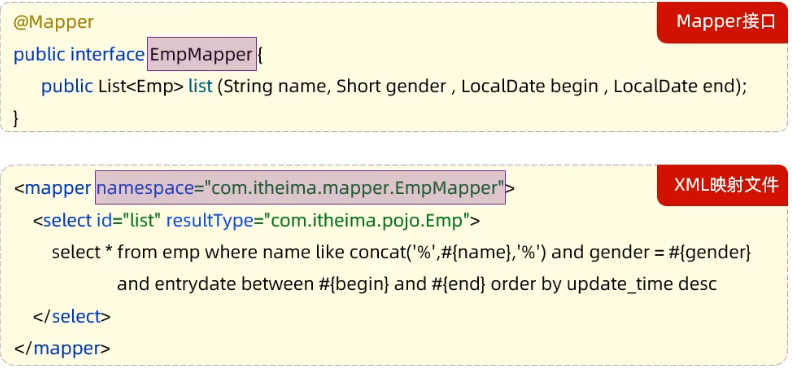 @Mapper
Mapper接口
public interface EmpMapper {
public List<Emp> list (String name, Short gender , LocalDate begin , LocalDate end);
}
XML映射文件
<mapper namespace="com.itheima.mapper.EmpMapper">
<select id="list" resultType="com.itheima.pojo.Emp">
select * from emp where name like concat('%',#{name},'%') and gender = #{gender}
and entrydate between #{begin} and #{end} order by update_time desc
</select>
</mapper>